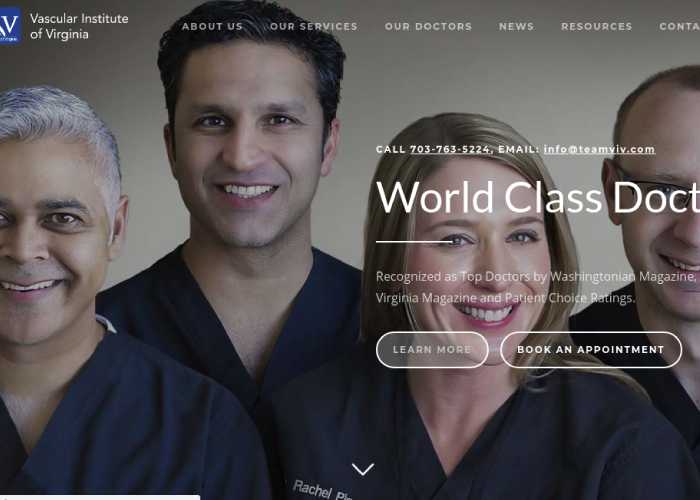 Vascular Institute
of Virginia
ABOUT US OUR SERVICES OUR DOCTORS NEWS RESOURCES CONTA
CALL 703-763-5224, EMAIL: info@teamviv.com
World Class Doct
Recognized as Top Doctors by Washingtonian Magazine,
Virginia Magazine and Patient Choice Ratings.
LEARN MORE BOOK AN APPOINTMENT
Rachel